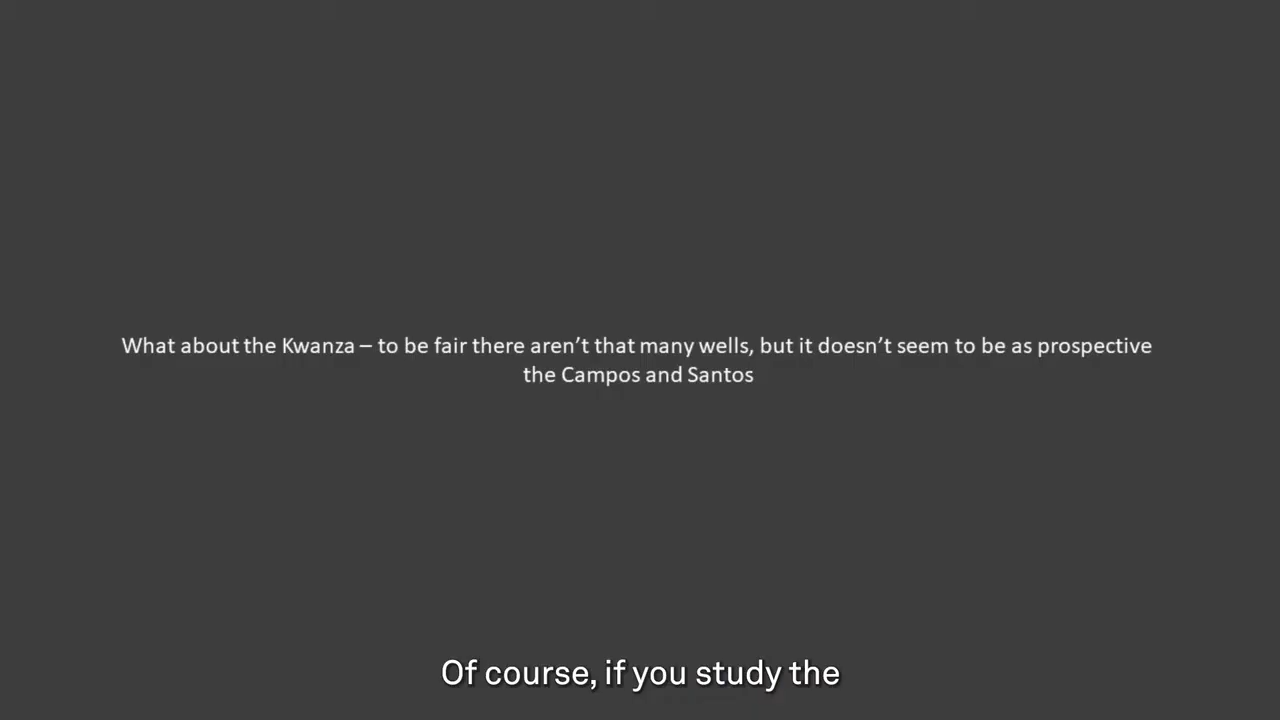 What about the Kwanza – to be fair there aren't that many wells, but it doesn't seem to be as prospective
the Campos and Santos
Of course, if you study the